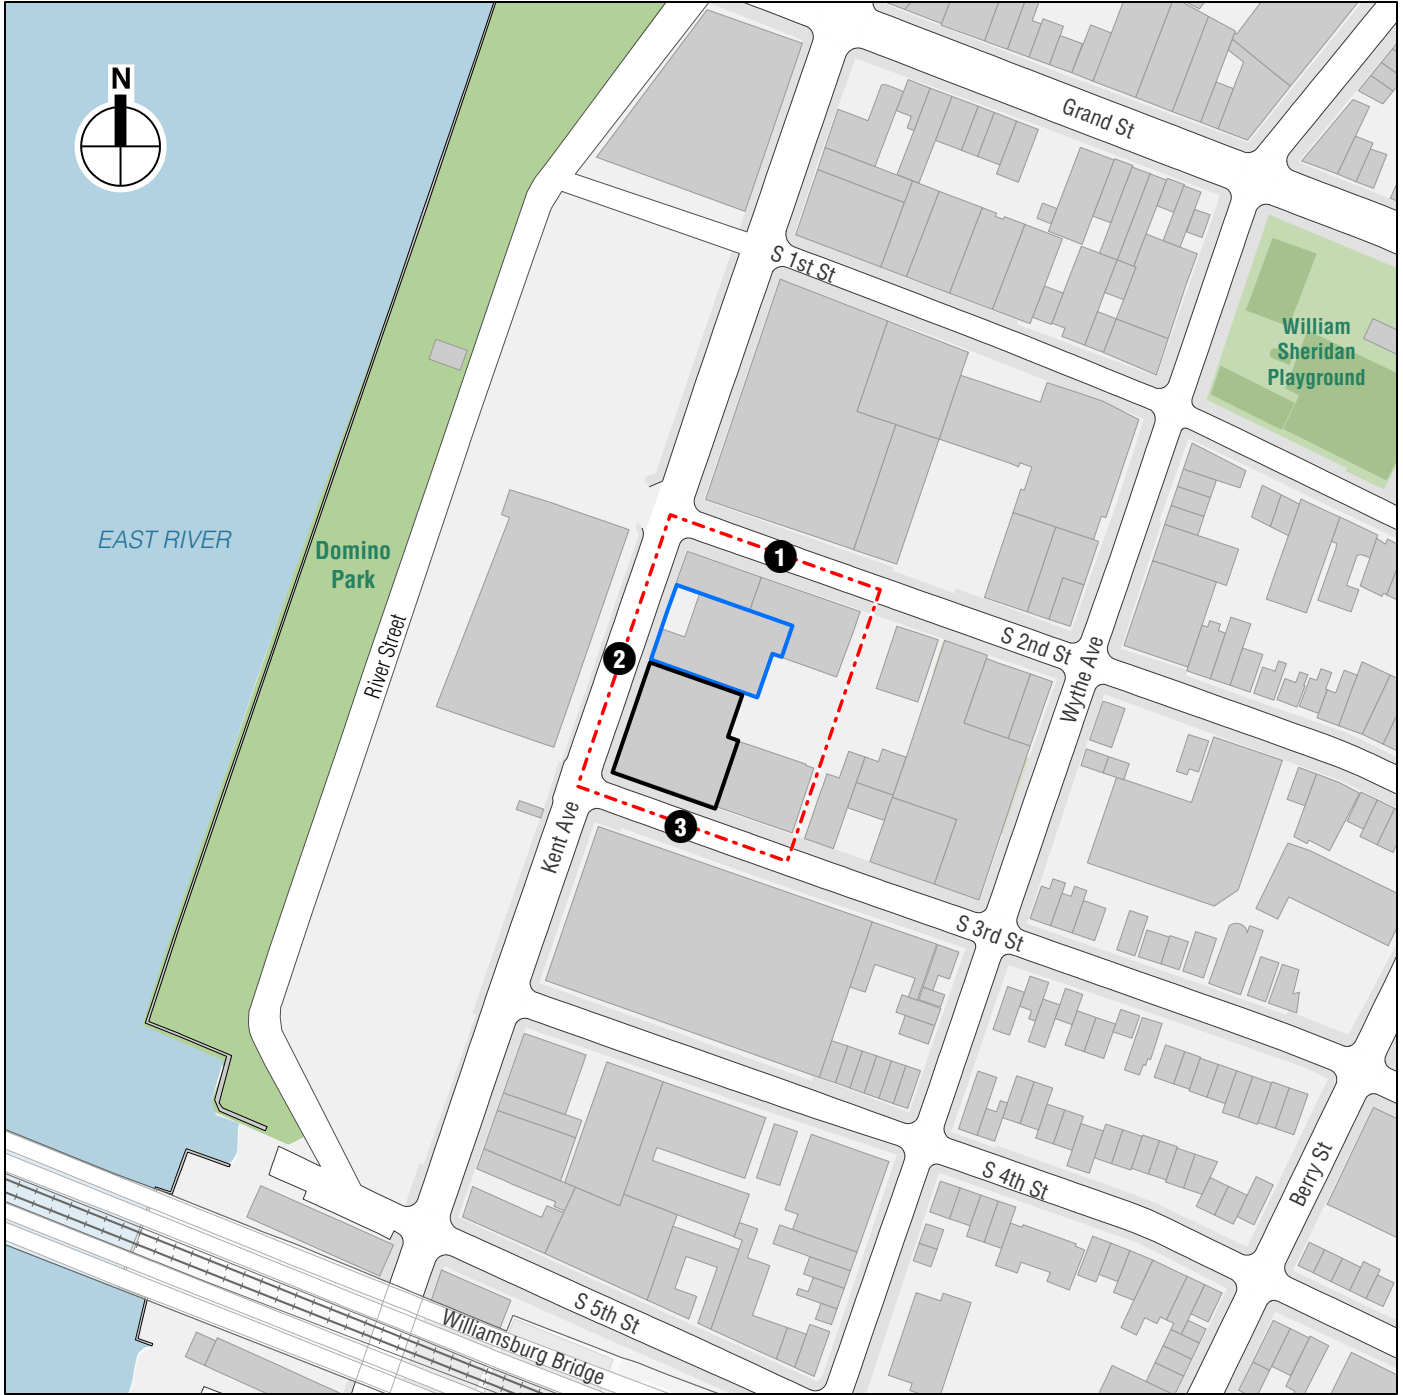 N
Grand St
S 1st St
William
Sheridan
Playground
EAST RIVER
Domino
Park
1
River Street
2
S 2nd St
Wythe Ave
Kent Ave
3
S 3rd St
S 4th St
Berry St
S 5th St
Williamsburg Bridge